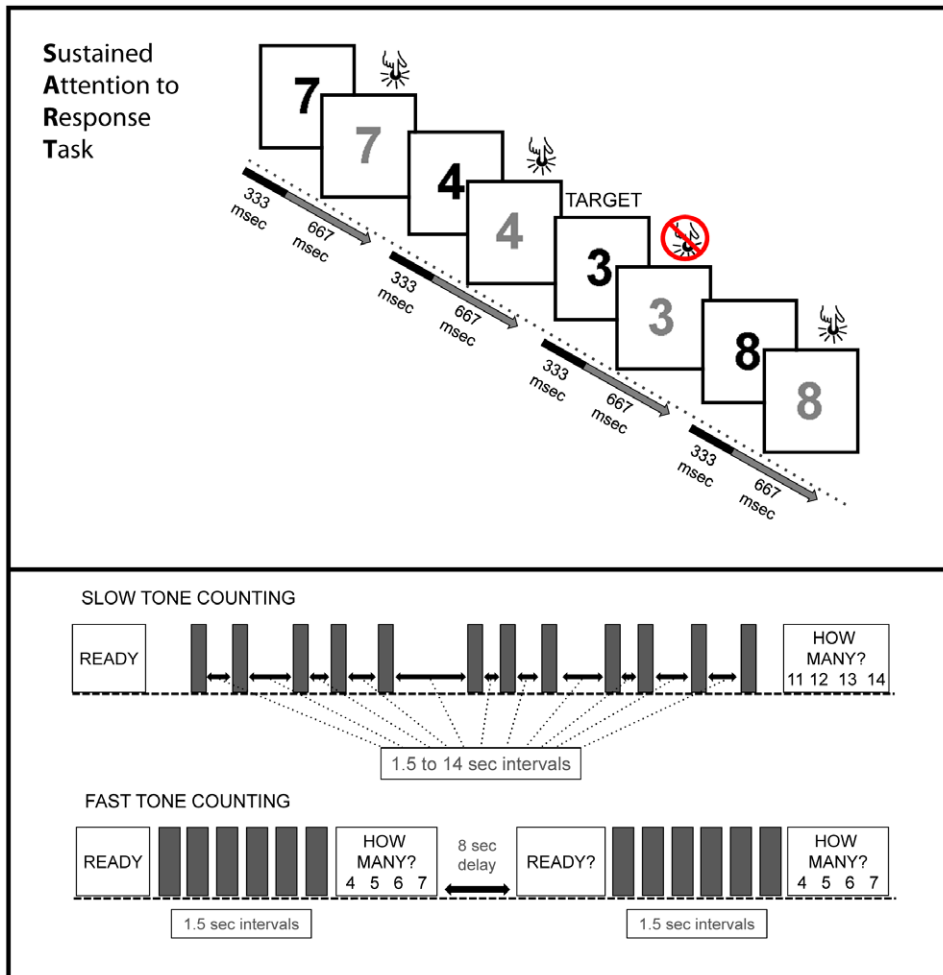 Sustained
Attention to
Response
Task
7
7
4
4
TARGET
3
3
8
8
333
msec
667
msec
333
msec
667
msec
333
msec
667
msec
333
msec
667
msec
SLOW TONE COUNTING
READY
HOW
MANY?
11 12 13 14
1.5 to 14 sec intervals
FAST TONE COUNTING
READY
HOW
MANY?
4 5 6 7
8 sec
delay
READY?
HOW
MANY?
4 5 6 7
1.5 sec intervals
1.5 sec intervals